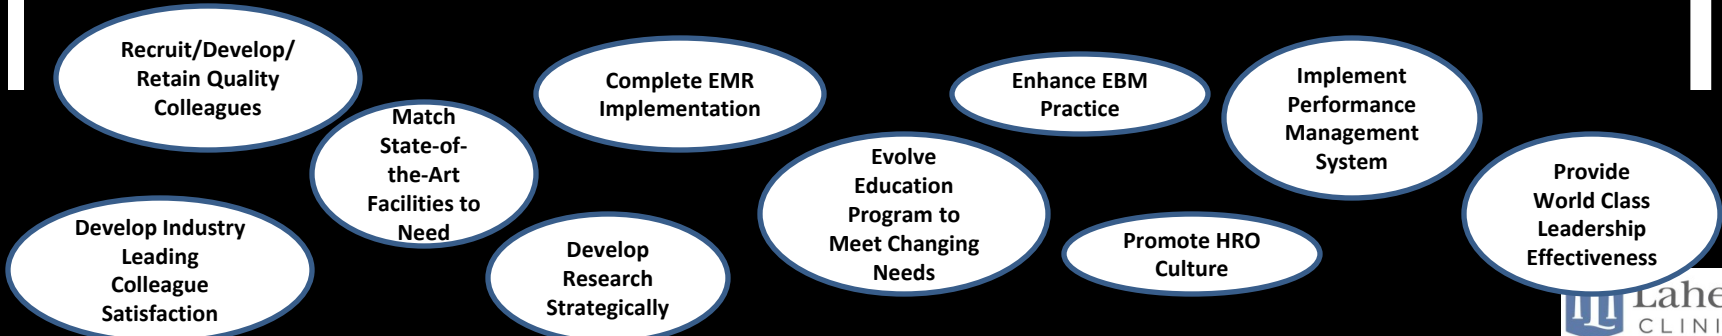 Recruit/Develop/
Retain Quality
Colleagues
Match
State-of-
the-Art
Facilities to
Need
Develop Industry
Leading
Colleague
Satisfaction
Complete EMR
Implementation
Develop
Research
Strategically
Evolve
Education
Program to
Meet Changing
Needs
Enhance EBM
Practice
Promote HRO
Culture
Implement
Performance
Management
System
Provide
World Class
Leadership
Effectiveness